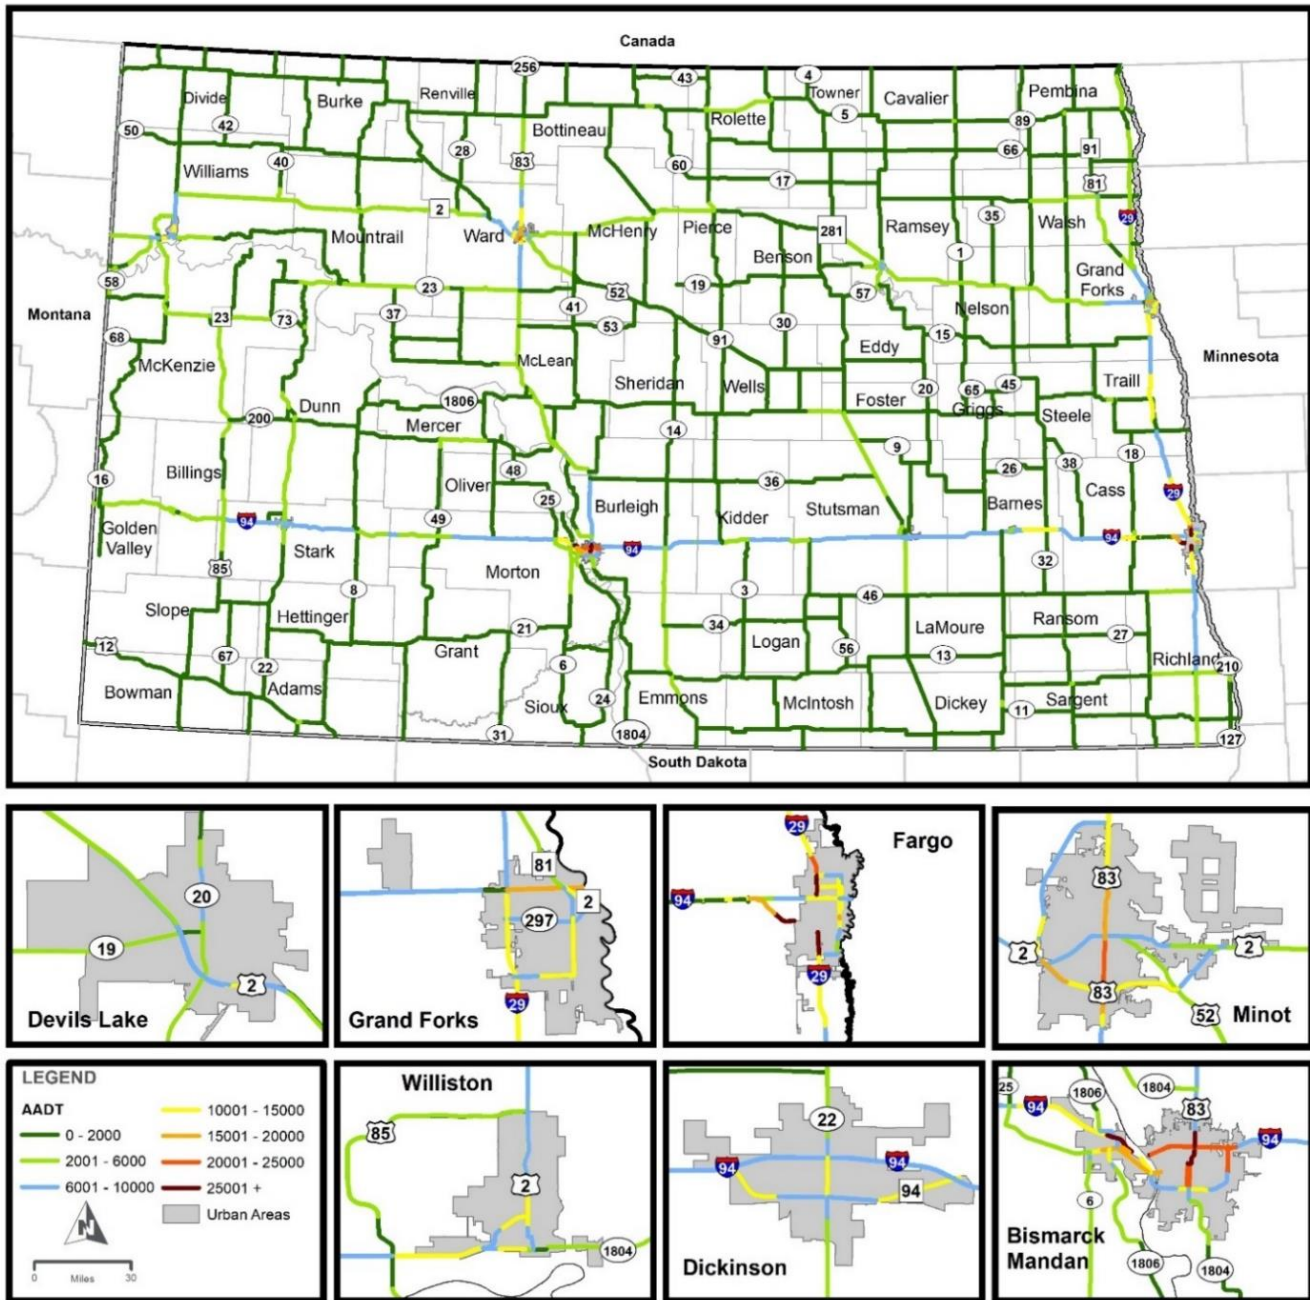 Canada
256
43
4
Towner
Divide
Burke
Renville
Cavalier
Pembina
42
Bottineau
Rolette
5
89
50
28
83
60
66
91
40
Williams
17
81
2
35
29
Mountrail
Ward
McHenry
Pierce
281
Ramsey
Walsh
Benson
1
Grand
Forks
58
23
19
52
57
Montana
23
73
37
41
53
30
Nelson
68
91
15
McKenzie
McLean
Eddy
Minnesota
Sheridan
Wells
20
65
45
Traill
Dunn
1806
Foster
Griggs
Steele
200
Mercer
14
9
18
Billings
48
26
38
16
Oliver
25
36
Cass
29
Burleigh
Kidder
Stutsman
Barnes
Golden
Valley
94
49
94
94
Stark
32
85
Morton
8
3
46
Slope
Hettinger
21
34
LaMoure
Ransom
27
12
67
Grant
Logan
56
13
22
6
Richland
210
Bowman
Adams
Sioux
24
Emmons
McIntosh
Dickey
11
Sargent
31
1804
127
South Dakota
20
19
2
Devils Lake
81
2
297
29
Grand Forks
29
Fargo
94
29
83
2
2
83
52
Minot
LEGEND
AADT
0 - 2000
2001 - 6000
6001 - 10000
10001 - 15000
15001 - 20000
20001 - 25000
25001 +
Urban Areas
N
0
30
Miles
Williston
85
2
1804
22
94
94
94
Dickinson
25
94
1806
1804
83
94
6
Bismarck
Mandan
1806
1804